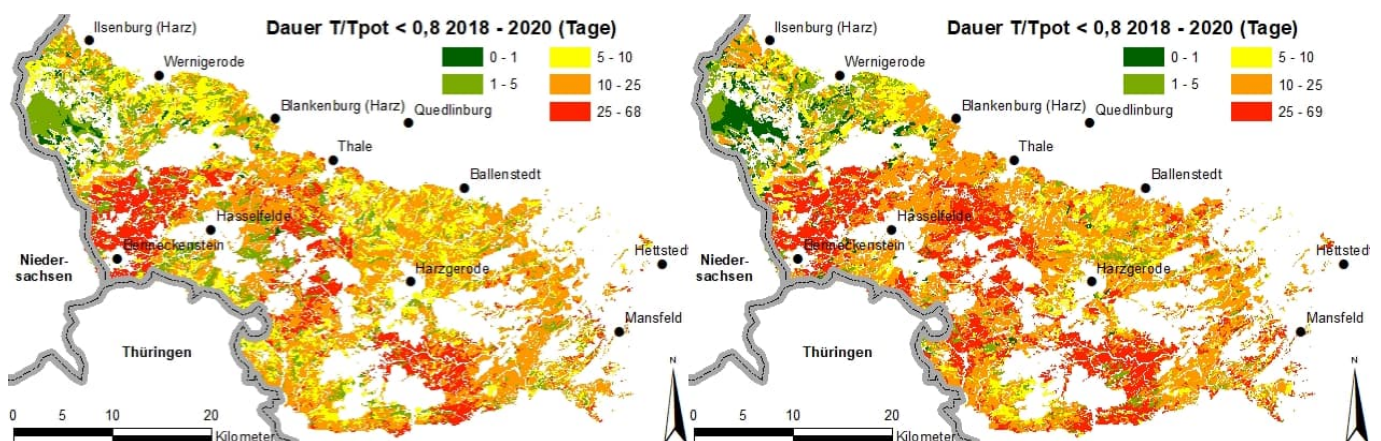 Dauer T/Tpot < 0,8 2018 - 2020 (Tage)
0 - 1
5 - 10
1 - 5
10 - 25
25 - 68
Ilsenburg (Harz)
Wernigerode
Blankenburg (Harz)
Quedlinburg
Thale
Ballenstedt
Hasselfelde
Benneckenstein
Hettstedt
Nieder-
sachsen
Harzgerode
Mansfeld
Thüringen
N
0 5 10 20
Kilometer
Dauer T/Tpot < 0,8 2018 - 2020 (Tage)
0 - 1
5 - 10
1 - 5
10 - 25
25 - 69
Ilsenburg (Harz)
Wernigerode
Blankenburg (Harz)
Quedlinburg
Thale
Ballenstedt
Hasselfelde
Benneckenstein
Hettstedt
Nieder-
sachsen
Harzgerode
Mansfeld
Thüringen
N
0 5 10 20
Kilometer